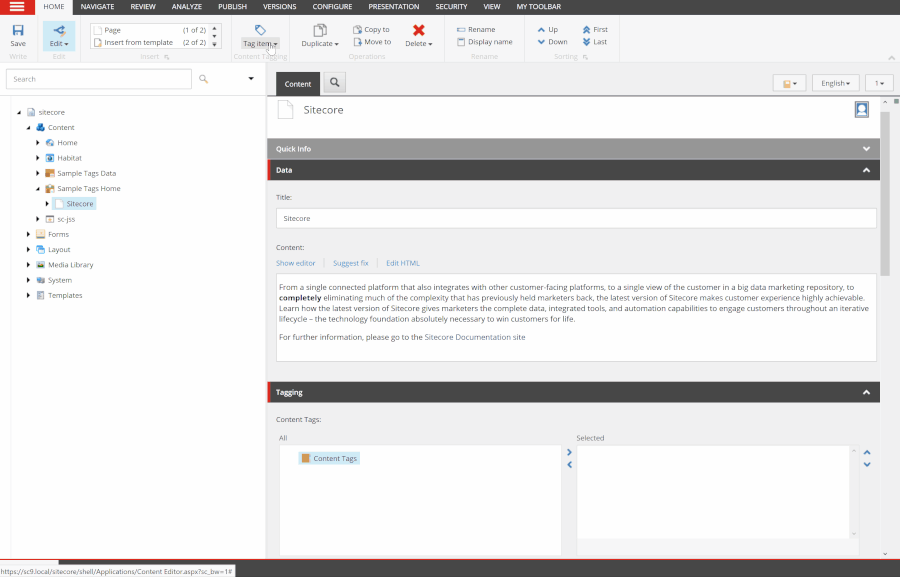 HOME NAVIGATE REVIEW ANALYZE PUBLISH VERSIONS CONFIGURE PRESENTATION SECURITY VIEW MY TOOLBAR
Save
Write
Edit
Edit
Page (1 of 2)
Insert from template (2 of 2)
Insert
Tag item
Content Tagging
Duplicate
Copy to
Move to
Delete
Operations
Rename
Display name
Rename
Up First
Down Last
Sorting
Search
sitecore
Content
Home
Habitat
Sample Tags Data
Sample Tags Home
Sitecore
sc-jss
Forms
Layout
Media Library
System
Templates
Content
English
1
Sitecore
Quick Info
Data
Title:
Sitecore
Content:
Show editor Suggest fix Edit HTML
From a single connected platform that also integrates with other customer-facing platforms, to a single view of the customer in a big data marketing repository, to
completely eliminating much of the complexity that has previously held marketers back, the latest version of Sitecore makes customer experience highly achievable.
Learn how the latest version of Sitecore gives marketers the complete data, integrated tools, and automation capabilities to engage customers throughout an iterative
lifecycle – the technology foundation absolutely necessary to win customers for life.
For further information, please go to the Sitecore Documentation site
Tagging
Content Tags:
All Selected
Content Tags
https://sc9.local/sitecore/shell/Applications/Content Editor.aspx?sc_bw=1#